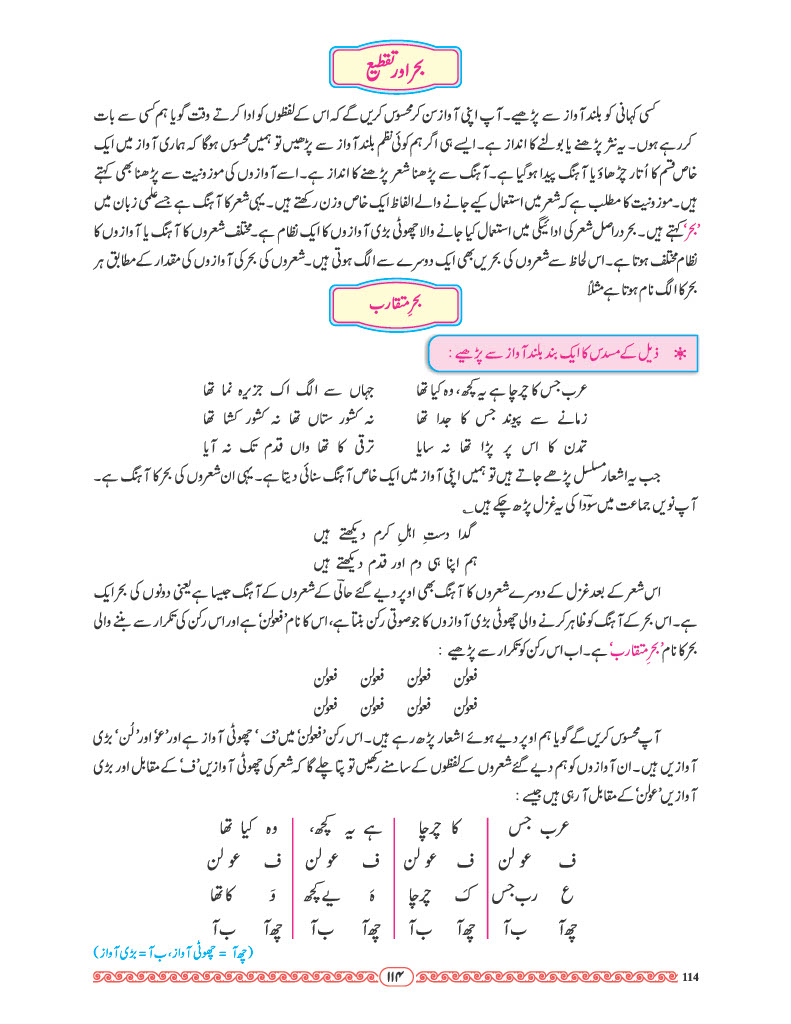 بحر اور تقطیع
کسی کہانی کو بلند آواز سے پڑھیے۔ آپ اپنی آواز سن کر محسوس کریں گے کہ اس کے لفظوں کو ادا کرتے وقت گویا ہم کسی سے بات
کر رہے ہوں۔ یہ نثر پڑھنے یا بولنے کا انداز ہے۔ ایسے ہی اگر ہم کوئی نظم بلند آواز سے پڑھیں تو ہمیں محسوس ہوگا کہ ہماری آواز میں ایک
خاص قسم کا اُتار چڑھاؤ یا آہنگ پیدا ہوگیا ہے۔ آہنگ سے پڑھنا شعر پڑھنے کا انداز ہے۔ اسے آوازوں کی موزونیت سے پڑھنا بھی کہتے
ہیں۔ موزونیت کا مطلب ہے کہ شعر میں استعمال کیے جانے والے الفاظ ایک خاص وزن رکھتے ہیں۔ یہی شعر کا آہنگ ہے جسے علمی زبان میں
’بحر‘ کہتے ہیں۔ بحر دراصل شعر کی ادائیگی میں استعمال کیا جانے والا چھوٹی بڑی آوازوں کا ایک نظام ہے۔ مختلف شعروں کا آہنگ یا آوازوں کا
نظام مختلف ہوتا ہے۔ اس لحاظ سے شعروں کی بحریں بھی ایک دوسرے سے الگ ہوتی ہیں۔ شعروں کی بحر کی آوازوں کی مقدار کے مطابق ہر
بحر کا الگ نام ہوتا ہے مثلاً
بحرِ متقارب
* ذیل کے مسدس کا ایک بند بلند آواز سے پڑھیے :
عرب جس کا چرچا ہے یہ کچھ، وہ کیا تھا جہاں سے الگ اک جزیرہ نما تھا
زمانے سے پیوند جس کا جدا تھا نہ کشور ستاں تھا نہ کشور کشا تھا
تمدن کا اس پر پڑا تھا نہ سایا ترقی کا تھا واں قدم تک نہ آیا
جب یہ اشعار مسلسل پڑھے جاتے ہیں تو ہمیں اپنی آواز میں ایک خاص آہنگ سنائی دیتا ہے۔ یہی ان شعروں کی بحر کا آہنگ ہے۔
آپ نویں جماعت میں سوداؔ کی یہ غزل پڑھ چکے ہیں ؎
گدا دستِ اہلِ کرم دیکھتے ہیں
ہم اپنا ہی دم اور قدم دیکھتے ہیں
اس شعر کے بعد غزل کے دوسرے شعروں کا آہنگ بھی اوپر دیے گئے حالیؔ کے شعروں کے آہنگ جیسا ہے یعنی دونوں کی بحر ایک
ہے۔ اس بحر کے آہنگ کو ظاہر کرنے والی چھوٹی بڑی آوازوں کا جو صوتی رکن بنتا ہے، اس کا نام ’فعولن‘ ہے اور اس رکن کی تکرار سے بننے والی
بحر کا نام ’بحرِ متقارب‘ ہے۔ اب اس رکن کو تکرار سے پڑھیے :
فعولن فعولن فعولن فعولن
فعولن فعولن فعولن فعولن
آپ محسوس کریں گے گویا ہم اوپر دیے ہوئے اشعار پڑھ رہے ہیں۔ اس رکن ’فعولن‘ میں ’فَ‘ چھوٹی آواز ہے اور ’عو‘ اور ’لُن‘ بڑی
آوازیں ہیں۔ ان آوازوں کو ہم دیے گئے شعروں کے لفظوں کے سامنے رکھیں تو پتا چلے گا کہ شعر کی چھوٹی آوازیں ’ف‘ کے مقابل اور بڑی
آوازیں ’عولن‘ کے مقابل آ رہی ہیں جیسے :
عرب جس کا چرچا ہے یہ کچھ، وہ کیا تھا
ف عو لن ف عو لن ف عو لن ف عو لن
ع رب جس کَ چرچا ہَ یے کچھ وَ کا تھا
چھ آ ب آ چھ آ ب آ چھ آ ب آ چھ آ ب آ
(چھ آ = چھوٹی آواز، ب آ = بڑی آواز)
۱۱۴ 114